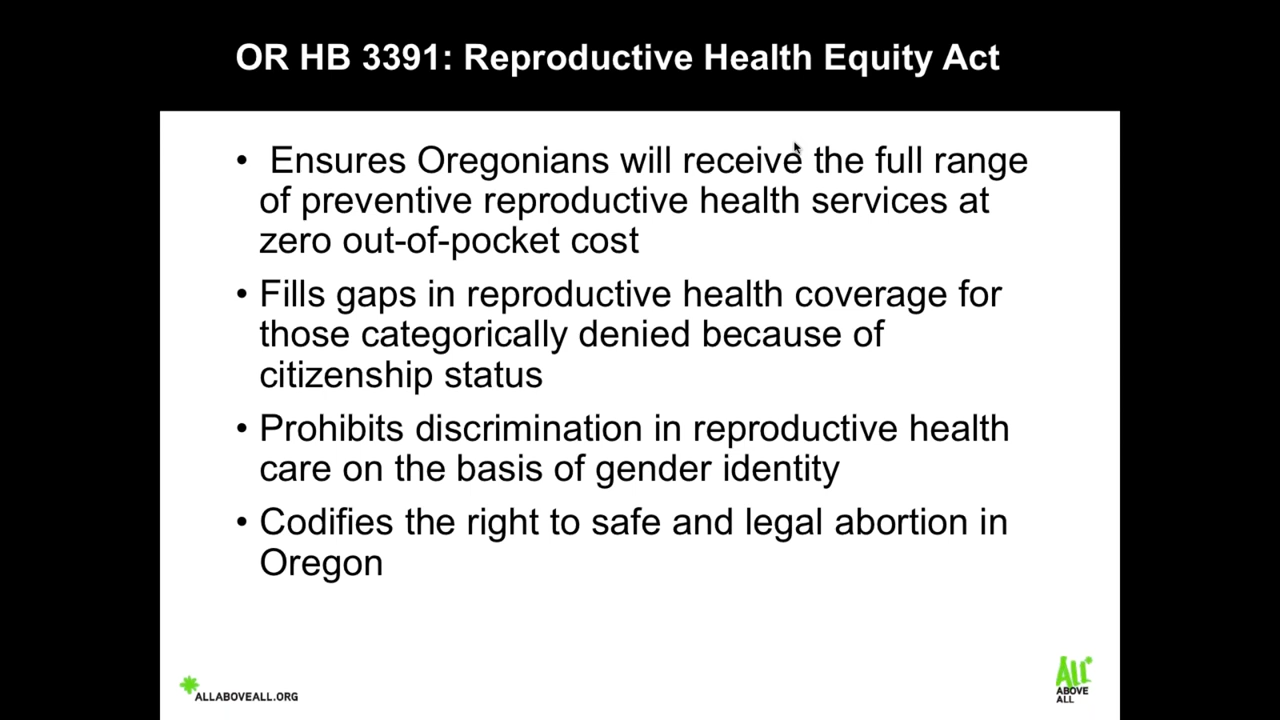 OR HB 3391: Reproductive Health Equity Act
• Ensures Oregonians will receive the full range
of preventive reproductive health services at
zero out-of-pocket cost
• Fills gaps in reproductive health coverage for
those categorically denied because of
citizenship status
• Prohibits discrimination in reproductive health
care on the basis of gender identity
• Codifies the right to safe and legal abortion in
Oregon
ALLABOVEALL.ORG
ALL*
ABOVE
ALL